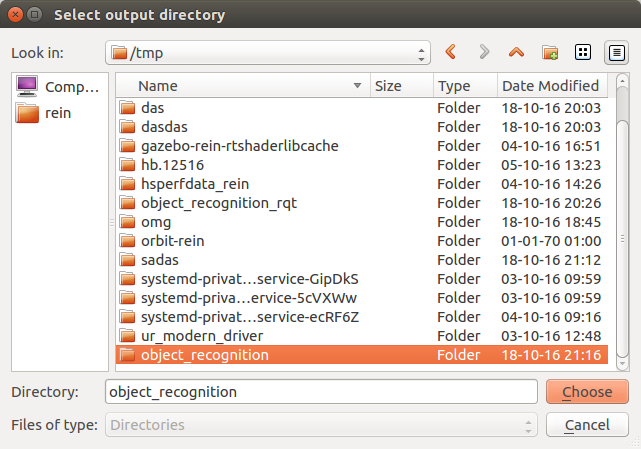 Select output directory
Look in: /tmp
Comp...
rein
Name Size Type Date Modified
das Folder 18-10-16 20:03
dasdas Folder 18-10-16 20:03
gazebo-rein-rtshaderlibcache Folder 04-10-16 16:51
hb.12516 Folder 05-10-16 13:23
hsperfdata_rein Folder 04-10-16 14:26
object_recognition_rqt Folder 18-10-16 20:26
omg Folder 18-10-16 18:45
orbit-rein Folder 01-01-70 01:00
sadas Folder 18-10-16 21:12
systemd-privat...service-GipDkS Folder 03-10-16 09:59
systemd-priva...ervice-5cVXWw Folder 03-10-16 09:59
systemd-privat...service-ecRF6Z Folder 04-10-16 09:16
ur_modern_driver Folder 03-10-16 12:48
object_recognition Folder 18-10-16 21:16
Directory: object_recognition Choose
Files of type: Directories Cancel